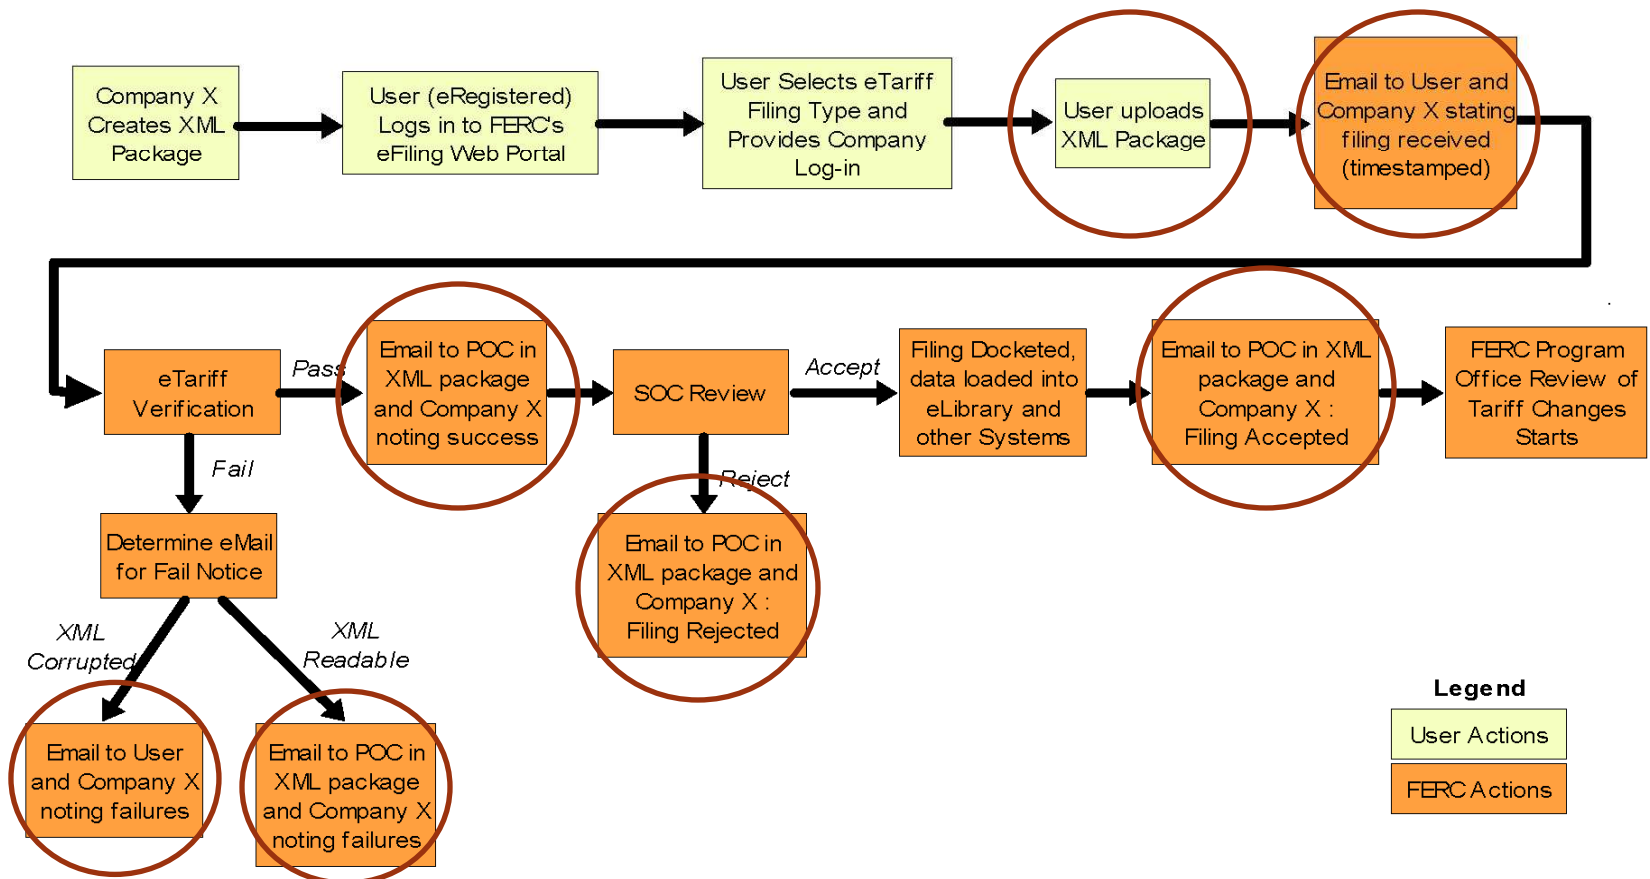 Company X
Creates XML
Package
User (eRegistered)
Logs in to FERC's
eFiling Web Portal
User Selects eTariff
Filing Type and
Provides Company
Log-in
User uploads
XML Package
Email to User and
Company X stating
filing received
(timestamped)
eTariff
Verification
Pass
Email to POC in
XML package
and Company X
noting success
SOC Review
Accept
Filing Docketed,
data loaded into
eLibrary and
other Systems
Email to POC in XML
package and
Company X :
Filing Accepted
FERC Program
Office Review of
Tariff Changes
Starts
Fail
Reject
Determine eMail
for Fail Notice
Email to POC in
XML package and
Company X :
Filing Rejected
XML
Corrupted
XML
Readable
Email to User
and Company X
noting failures
Email to POC in
XML package
and Company X
noting failures
Legend
User Actions
FERC Actions